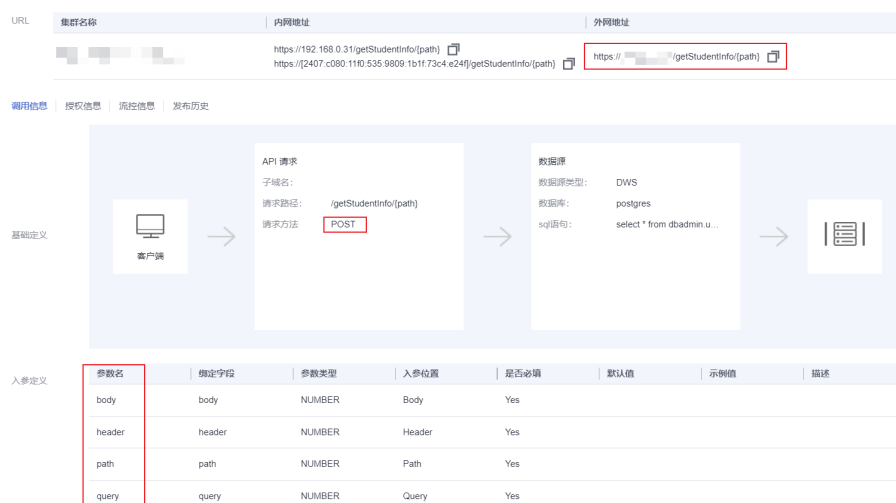 URL 集群名称 内网地址 外网地址
https://192.168.0.31/getStudentInfo/{path} https:// /getStudentInfo/{path}
https://[2407:c080:11f0:535:9809:1b1f:73c4:e24f]/getStudentInfo/{path}
调用信息 授权信息 流控信息 发布历史
基础定义
客户端
API 请求
子域名：
请求路径： /getStudentInfo/{path}
请求方法 POST
数据源
数据源类型： DWS
数据库： postgres
sql语句： select * from dbadmin.u...
入参定义
参数名 绑定字段 参数类型 入参位置 是否必填 默认值 示例值 描述
body body NUMBER Body Yes
header header NUMBER Header Yes
path path NUMBER Path Yes
query query NUMBER Query Yes